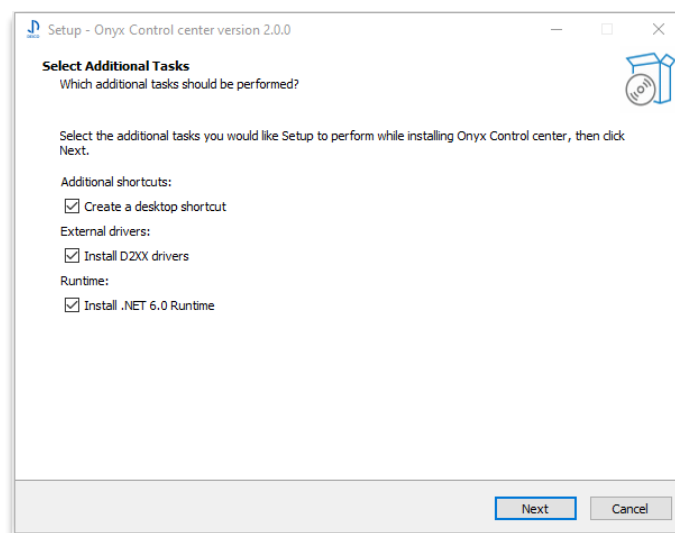 Setup - Onyx Control center version 2.0.0
Select Additional Tasks
Which additional tasks should be performed?
Select the additional tasks you would like Setup to perform while installing Onyx Control center, then click
Next.
Additional shortcuts:
Create a desktop shortcut
External drivers:
Install D2XX drivers
Runtime:
Install .NET 6.0 Runtime
Next
Cancel